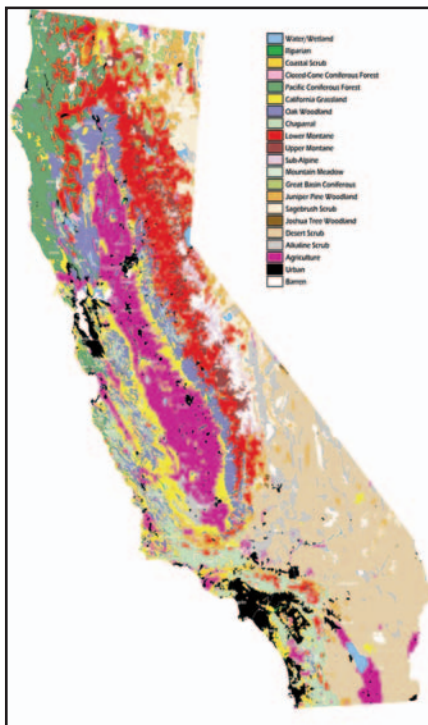 Water/Wetland
Riparian
Coastal Scrub
Closed-Cone Coniferous Forest
Pacific Coniferous Forest
California Grassland
Oak Woodland
Chaparral
Lower Montane
Upper Montane
Sub-Alpine
Mountain Meadow
Great Basin Coniferous
Juniper Pine Woodland
Sagebrush Scrub
Joshua Tree Woodland
Desert Scrub
Alkaline Scrub
Agriculture
Urban
Barren